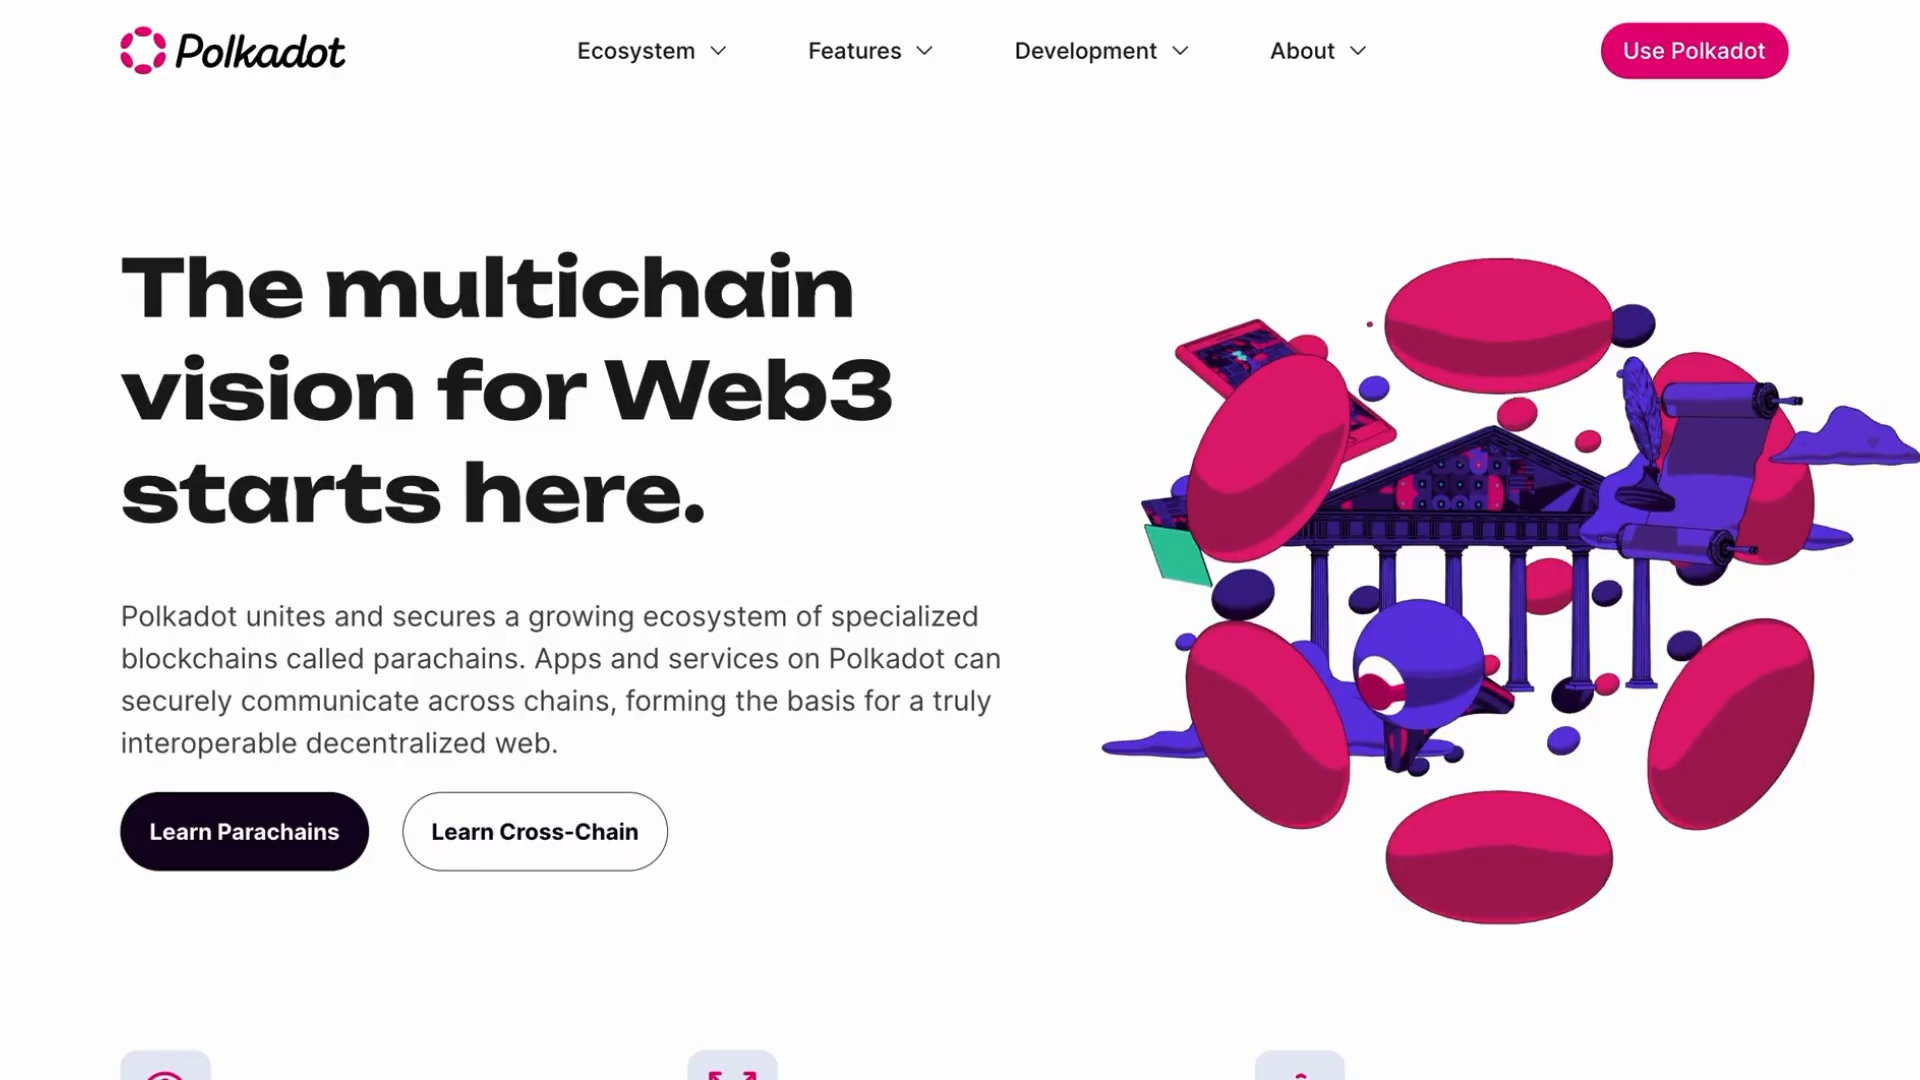 Polkadot
Ecosystem
Features
Development
About
Use Polkadot
The multichain
vision for Web3
starts here.
Polkadot unites and secures a growing ecosystem of specialized
blockchains called parachains. Apps and services on Polkadot can
securely communicate across chains, forming the basis for a truly
interoperable decentralized web.
Learn Parachains
Learn Cross-Chain